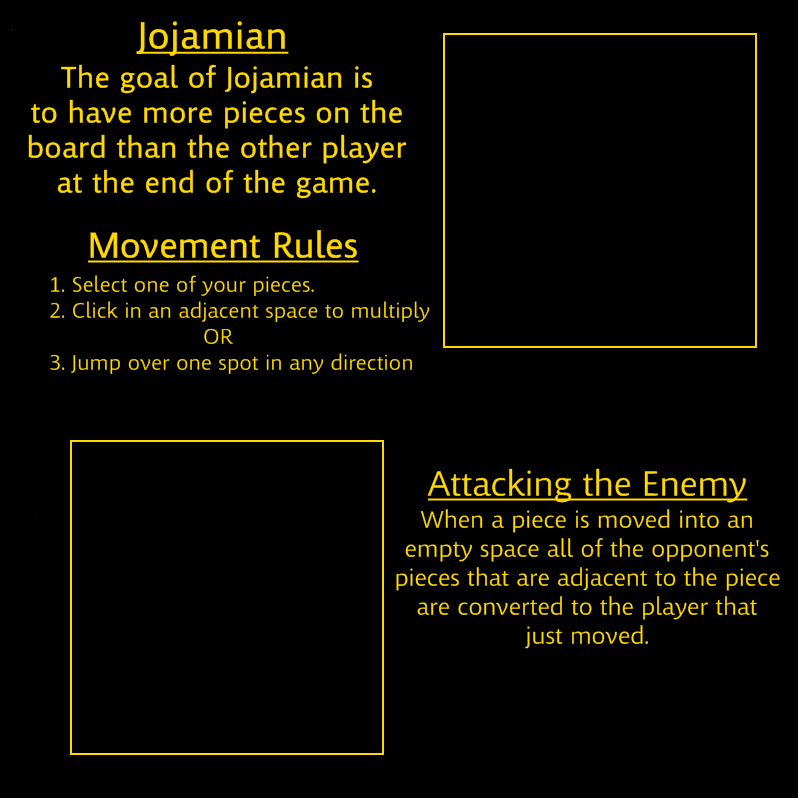 Jojamian
The goal of Jojamian is
to have more pieces on the
board than the other player
at the end of the game.
Movement Rules
1. Select one of your pieces.
2. Click in an adjacent space to multiply
OR
3. Jump over one spot in any direction
Attacking the Enemy
When a piece is moved into an
empty space all of the opponent's
pieces that are adjacent to the piece
are converted to the player that
just moved.